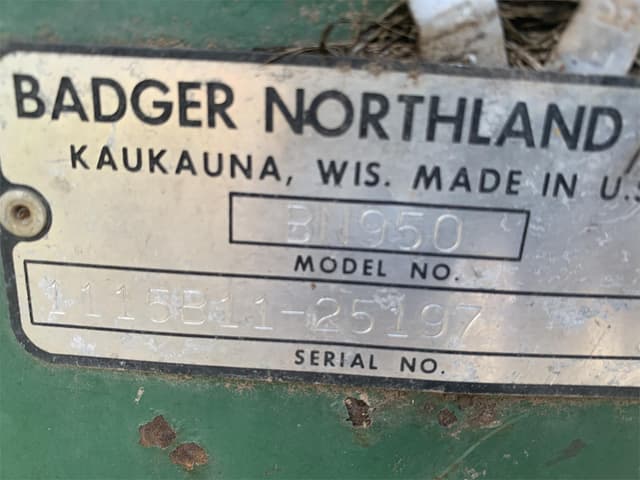 BADGER NORTHLAND
KAUKAUNA, WIS. MADE IN U.S
BN950
MODEL NO.
1115B11-25197
SERIAL NO.